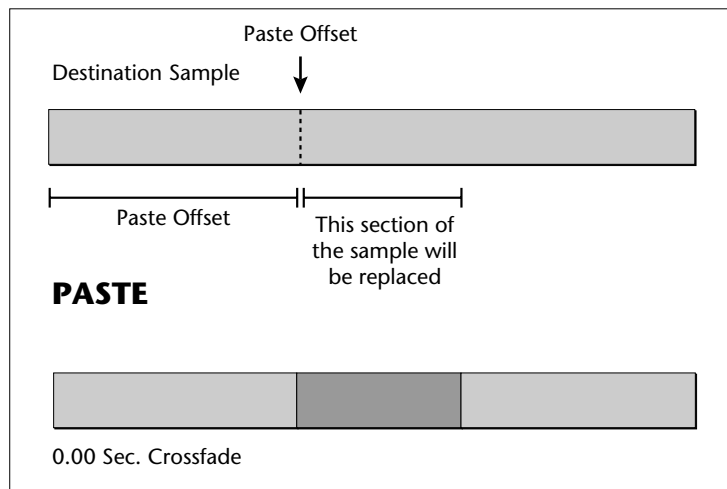 Paste Offset
Destination Sample
Paste Offset
This section of
the sample will
be replaced
PASTE
0.00 Sec. Crossfade